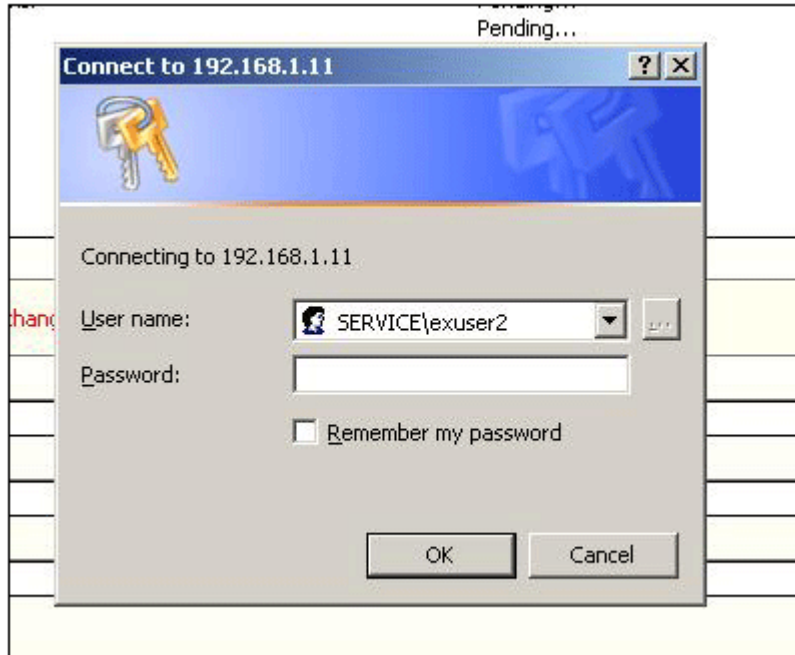 Pending...
Connect to 192.168.1.11
Connecting to 192.168.1.11
User name:
SERVICE\exuser2
...
Password:
Remember my password
OK
Cancel